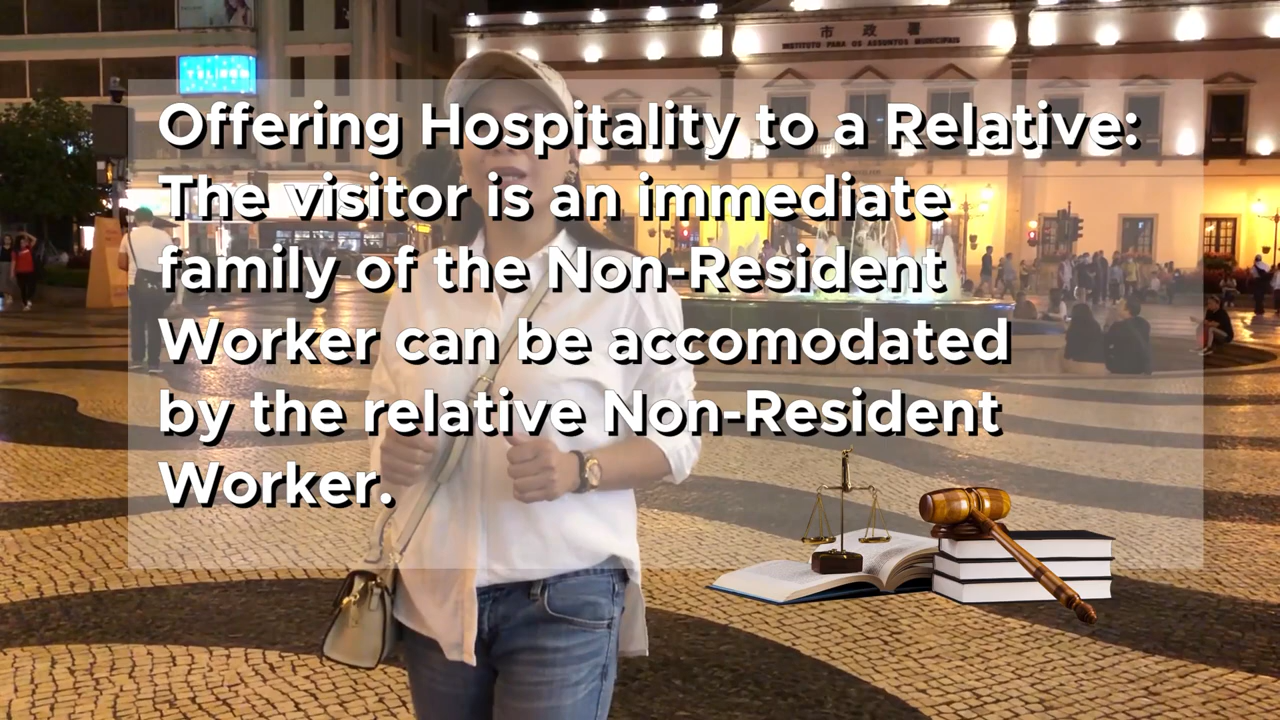 市政署
INSTITUTO PARA OS ASSUNTOS MUNICIPAIS
Offering Hospitality to a Relative:
The visitor is an immediate
family of the Non-Resident
Worker can be accomodated
by the relative Non-Resident
Worker.